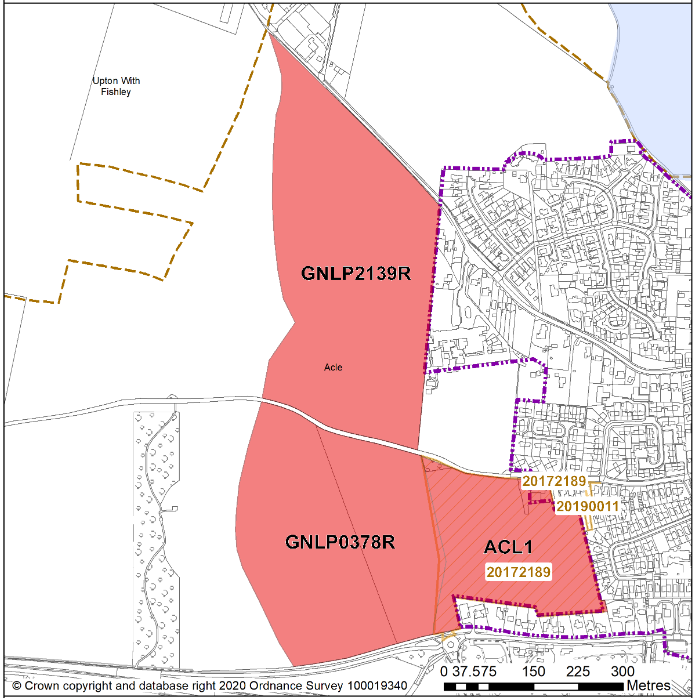 Upton With
Fishley
GNLP2139R
Acle
20172189
20190011
GNLP0378R
ACL1
20172189
0 37.575 150 225 300
Metres
© Crown copyright and database right 2020 Ordnance Survey 100019340